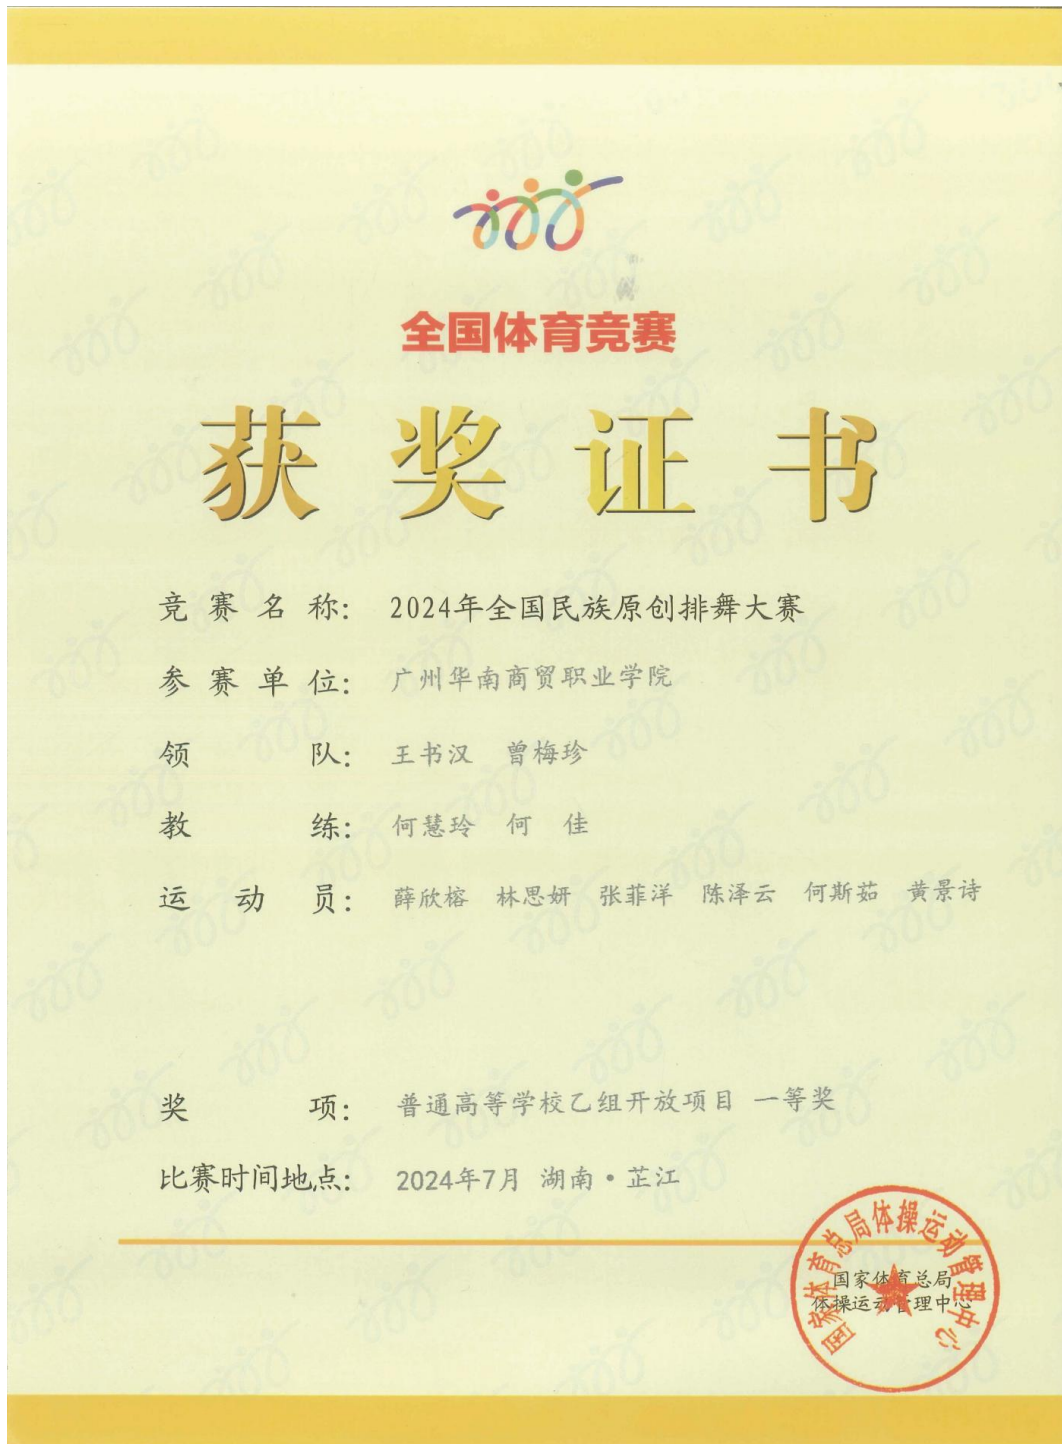 全国体育竞赛
获奖证书
竞赛名称: 2024年全国民族原创排舞大赛
参赛单位: 广州华南商贸职业学院
领队: 王书汉 曾梅珍
教练: 何慧玲 何佳
运动员: 薛欣榕 林思妍 张菲洋 陈泽云 何斯茹 黄景诗
奖项: 普通高等学校乙组开放项目 一等奖
比赛时间地点: 2024年7月 湖南·芷江
国家体育总局体操运动管理中心
国家体育总局
体操运动管理中心